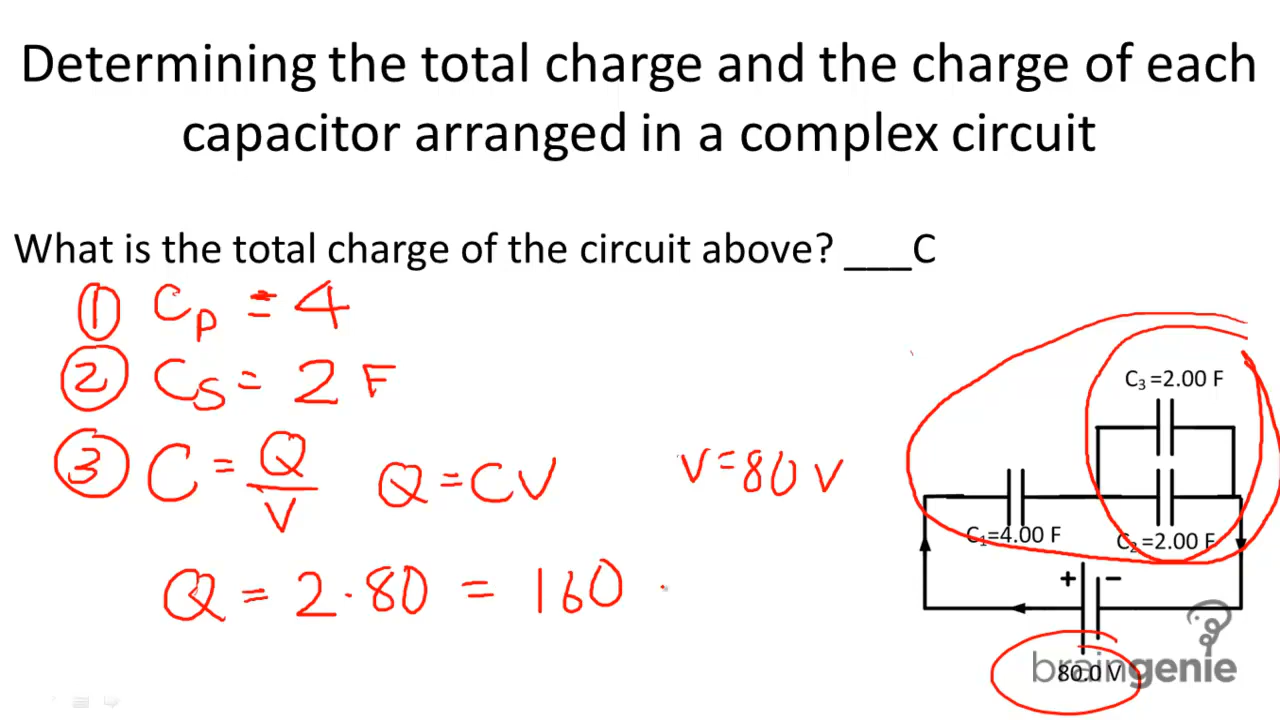 Determining the total charge and the charge of each
capacitor arranged in a complex circuit
What is the total charge of the circuit above? ___C
① Cp = 4
② Cs = 2 F
③ C = Q/V Q = CV V = 80 V
Q = 2 · 80 = 160
C₃ =2.00 F
C₁=4.00 F
C₂ =2.00 F
+ −
80.0 V
braingenie